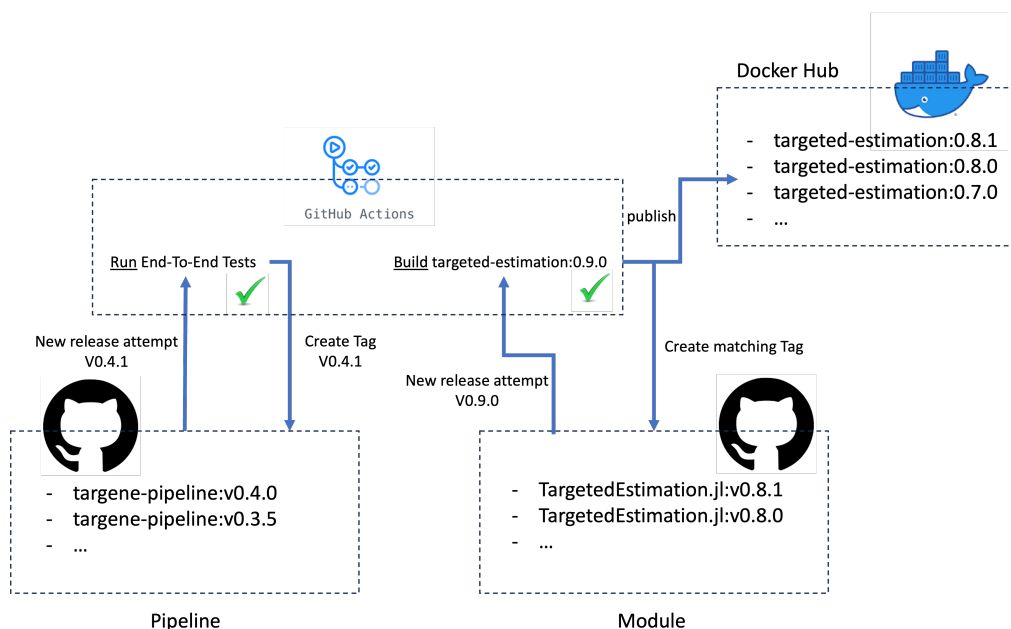 Docker Hub
- targeted-estimation:0.8.1
- targeted-estimation:0.8.0
- targeted-estimation:0.7.0
- ...
GitHub Actions
publish
Run End-To-End Tests
Build targeted-estimation:0.9.0
New release attempt
V0.4.1
Create Tag
V0.4.1
New release attempt
V0.9.0
Create matching Tag
- targene-pipeline:v0.4.0
- targene-pipeline:v0.3.5
- ...
Pipeline
- TargetedEstimation.jl:v0.8.1
- TargetedEstimation.jl:v0.8.0
- ...
Module